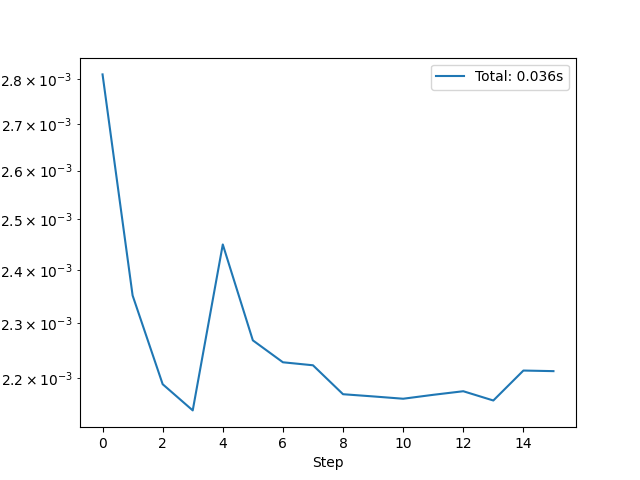 Total: 0.036s
2.8 × 10⁻³
2.7 × 10⁻³
2.6 × 10⁻³
2.5 × 10⁻³
2.4 × 10⁻³
2.3 × 10⁻³
2.2 × 10⁻³
0 2 4 6 8 10 12 14
Step